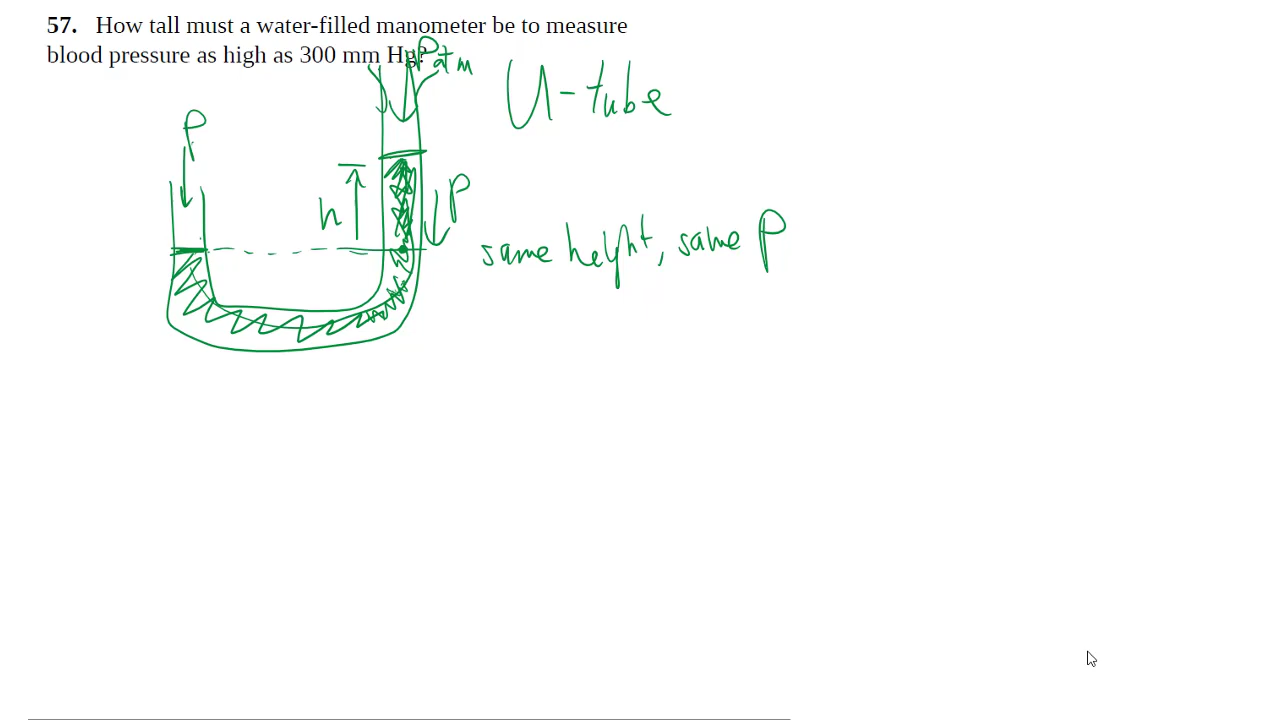 57. How tall must a water-filled manometer be to measure
blood pressure as high as 300 mm Hg?
Patm
U-tube
P
h
P
same height, same P